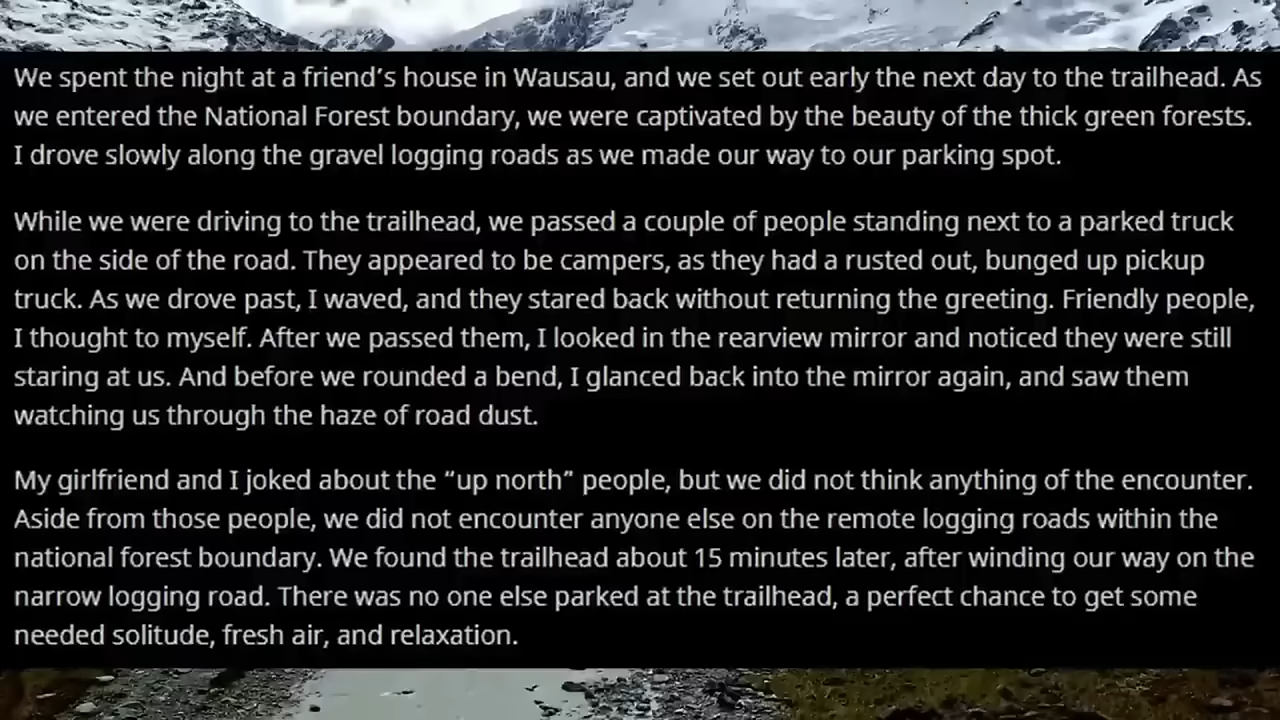 We spent the night at a friend’s house in Wausau, and we set out early the next day to the trailhead. As
we entered the National Forest boundary, we were captivated by the beauty of the thick green forests.
I drove slowly along the gravel logging roads as we made our way to our parking spot.
While we were driving to the trailhead, we passed a couple of people standing next to a parked truck
on the side of the road. They appeared to be campers, as they had a rusted out, bunged up pickup
truck. As we drove past, I waved, and they stared back without returning the greeting. Friendly people,
I thought to myself. After we passed them, I looked in the rearview mirror and noticed they were still
staring at us. And before we rounded a bend, I glanced back into the mirror again, and saw them
watching us through the haze of road dust.
My girlfriend and I joked about the “up north” people, but we did not think anything of the encounter.
Aside from those people, we did not encounter anyone else on the remote logging roads within the
national forest boundary. We found the trailhead about 15 minutes later, after winding our way on the
narrow logging road. There was no one else parked at the trailhead, a perfect chance to get some
needed solitude, fresh air, and relaxation.